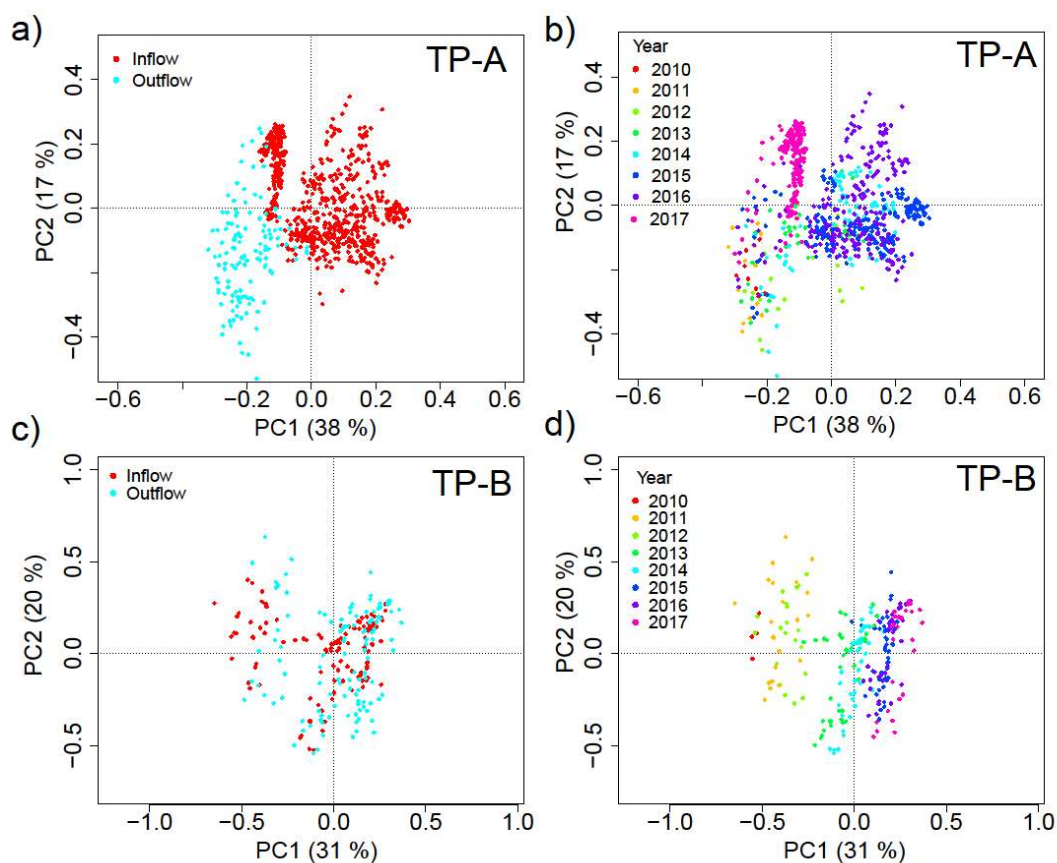 a)
TP-A
Inflow
Outflow
PC2 (17 %)
0.4
0.2
0.0
−0.4
−0.6 −0.4 −0.2 0.0 0.2 0.4 0.6
PC1 (38 %)
b)
TP-A
Year
2010
2011
2012
2013
2014
2015
2016
2017
PC2 (17 %)
0.4
0.2
0.0
−0.4
−0.6 −0.4 −0.2 0.0 0.2 0.4 0.6
PC1 (38 %)
c)
TP-B
Inflow
Outflow
PC2 (20 %)
1.0
0.5
0.0
−0.5
−1.0 −0.5 0.0 0.5 1.0
PC1 (31 %)
d)
TP-B
Year
2010
2011
2012
2013
2014
2015
2016
2017
PC2 (20 %)
1.0
0.5
0.0
−0.5
−1.0 −0.5 0.0 0.5 1.0
PC1 (31 %)